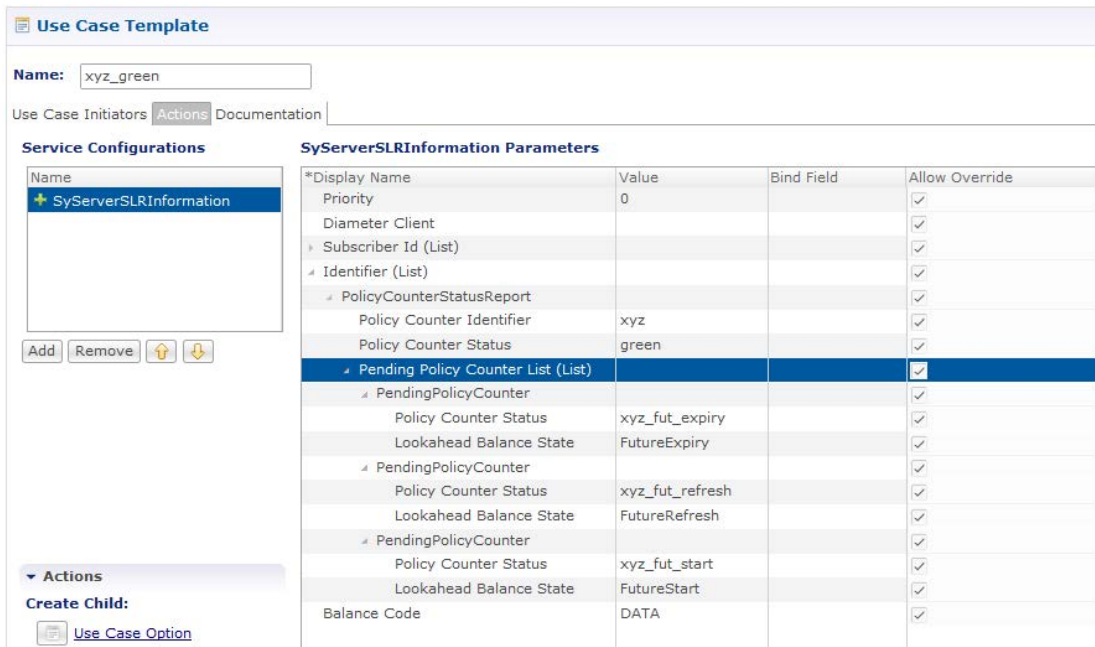 Use Case Template
Name: xyz_green
Use Case Initiators Actions Documentation
Service Configurations
Name
SyServerSLRInformation
Add Remove
Actions
Create Child:
Use Case Option
SyServerSLRInformation Parameters
*Display Name Value Bind Field Allow Override
Priority 0
Diameter Client
Subscriber Id (List)
Identifier (List)
PolicyCounterStatusReport
Policy Counter Identifier xyz
Policy Counter Status green
Pending Policy Counter List (List)
PendingPolicyCounter
Policy Counter Status xyz_fut_expiry
Lookahead Balance State FutureExpiry
PendingPolicyCounter
Policy Counter Status xyz_fut_refresh
Lookahead Balance State FutureRefresh
PendingPolicyCounter
Policy Counter Status xyz_fut_start
Lookahead Balance State FutureStart
Balance Code DATA